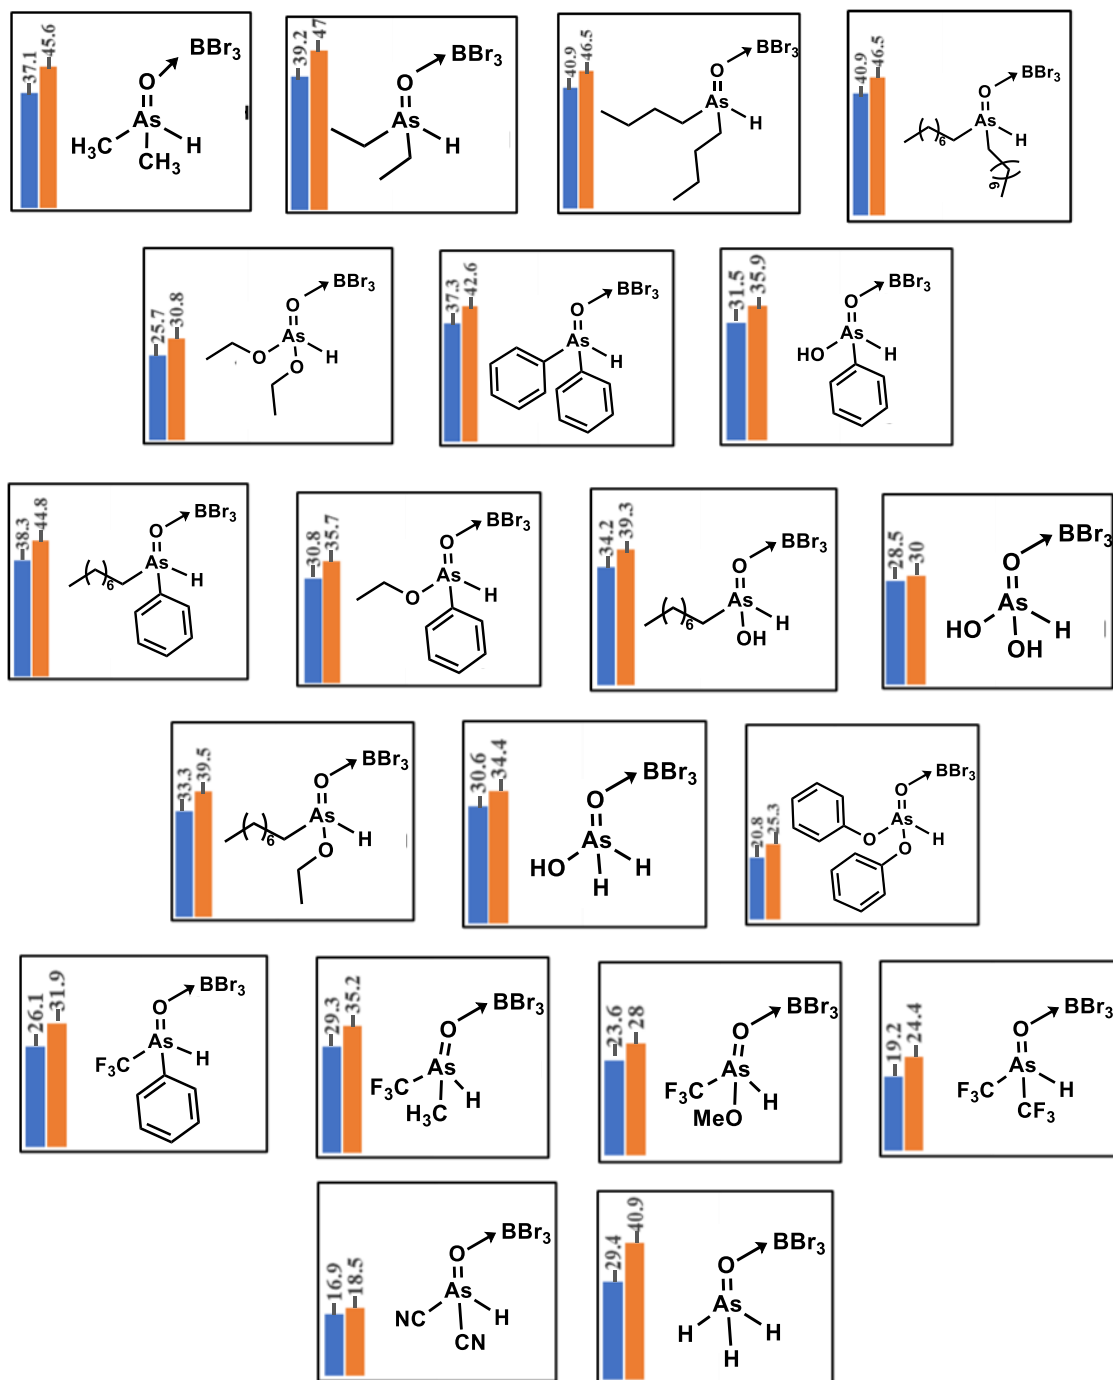 37.1 45.6 O BBr3 As H H3C CH3
39.2 47 O BBr3 As H
40.9 46.5 O BBr3 As H
40.9 46.5 O BBr3 As H 6 6
25.7 30.8 O BBr3 As H O O
37.3 42.6 O BBr3 As H
31.5 35.9 O BBr3 As H HO
38.3 44.8 O BBr3 As H 6
30.8 35.7 O BBr3 As H O
34.2 39.3 O BBr3 As H 6 OH
28.5 30 O BBr3 As H HO OH
33.3 39.5 O BBr3 As H 6 O
30.6 34.4 O BBr3 As H HO H
20.8 25.3 O BBr3 As H O O
26.1 31.9 O BBr3 As H F3C
29.3 35.2 O BBr3 As H F3C H3C
23.6 28 O BBr3 As H F3C MeO
19.2 24.4 O BBr3 As H F3C CF3
16.9 18.5 O BBr3 As H NC CN
29.4 40.9 O BBr3 As H H H